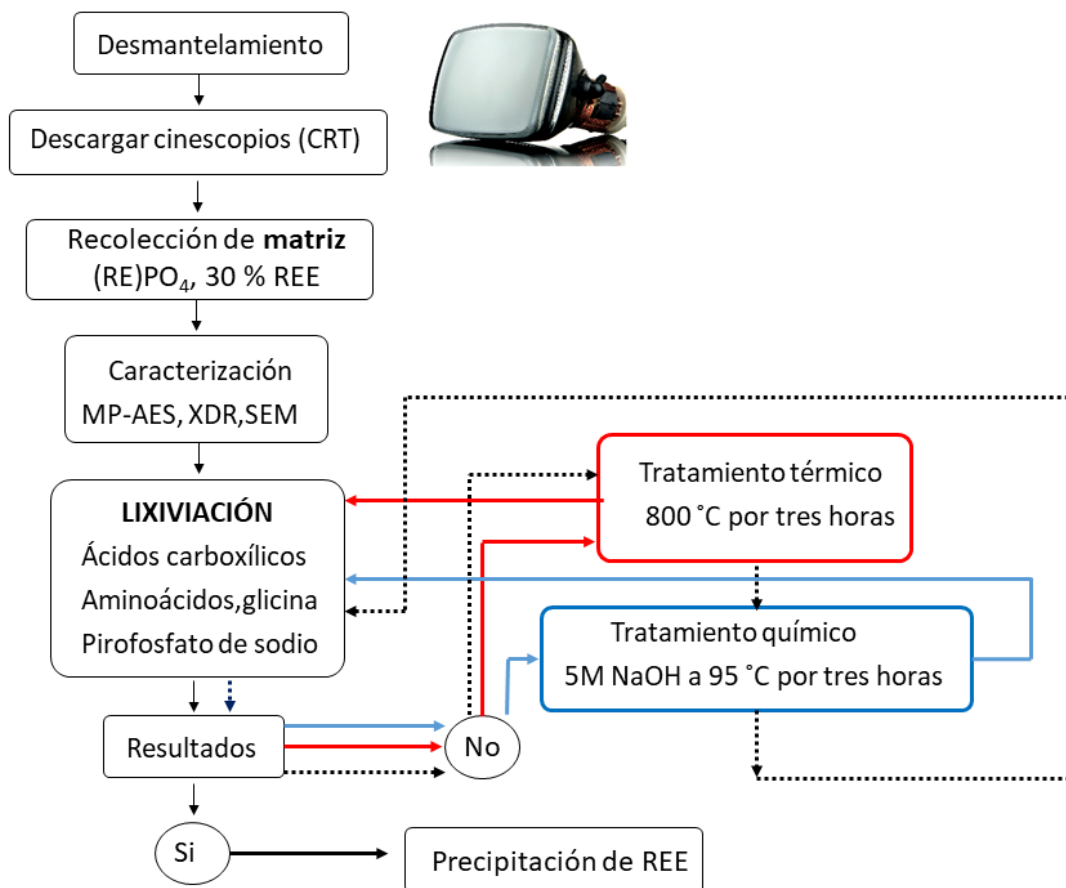 Desmantelamiento
Descargar cinescopios (CRT)
Recolección de matriz
(RE)PO₄, 30 % REE
Caracterización
MP-AES, XDR,SEM
LIXIVIACIÓN
Ácidos carboxílicos
Aminoácidos,glicina
Pirofosfato de sodio
Tratamiento térmico
800 ˚C por tres horas
Tratamiento químico
5M NaOH a 95 ˚C por tres horas
Resultados
No
Si
Precipitación de REE